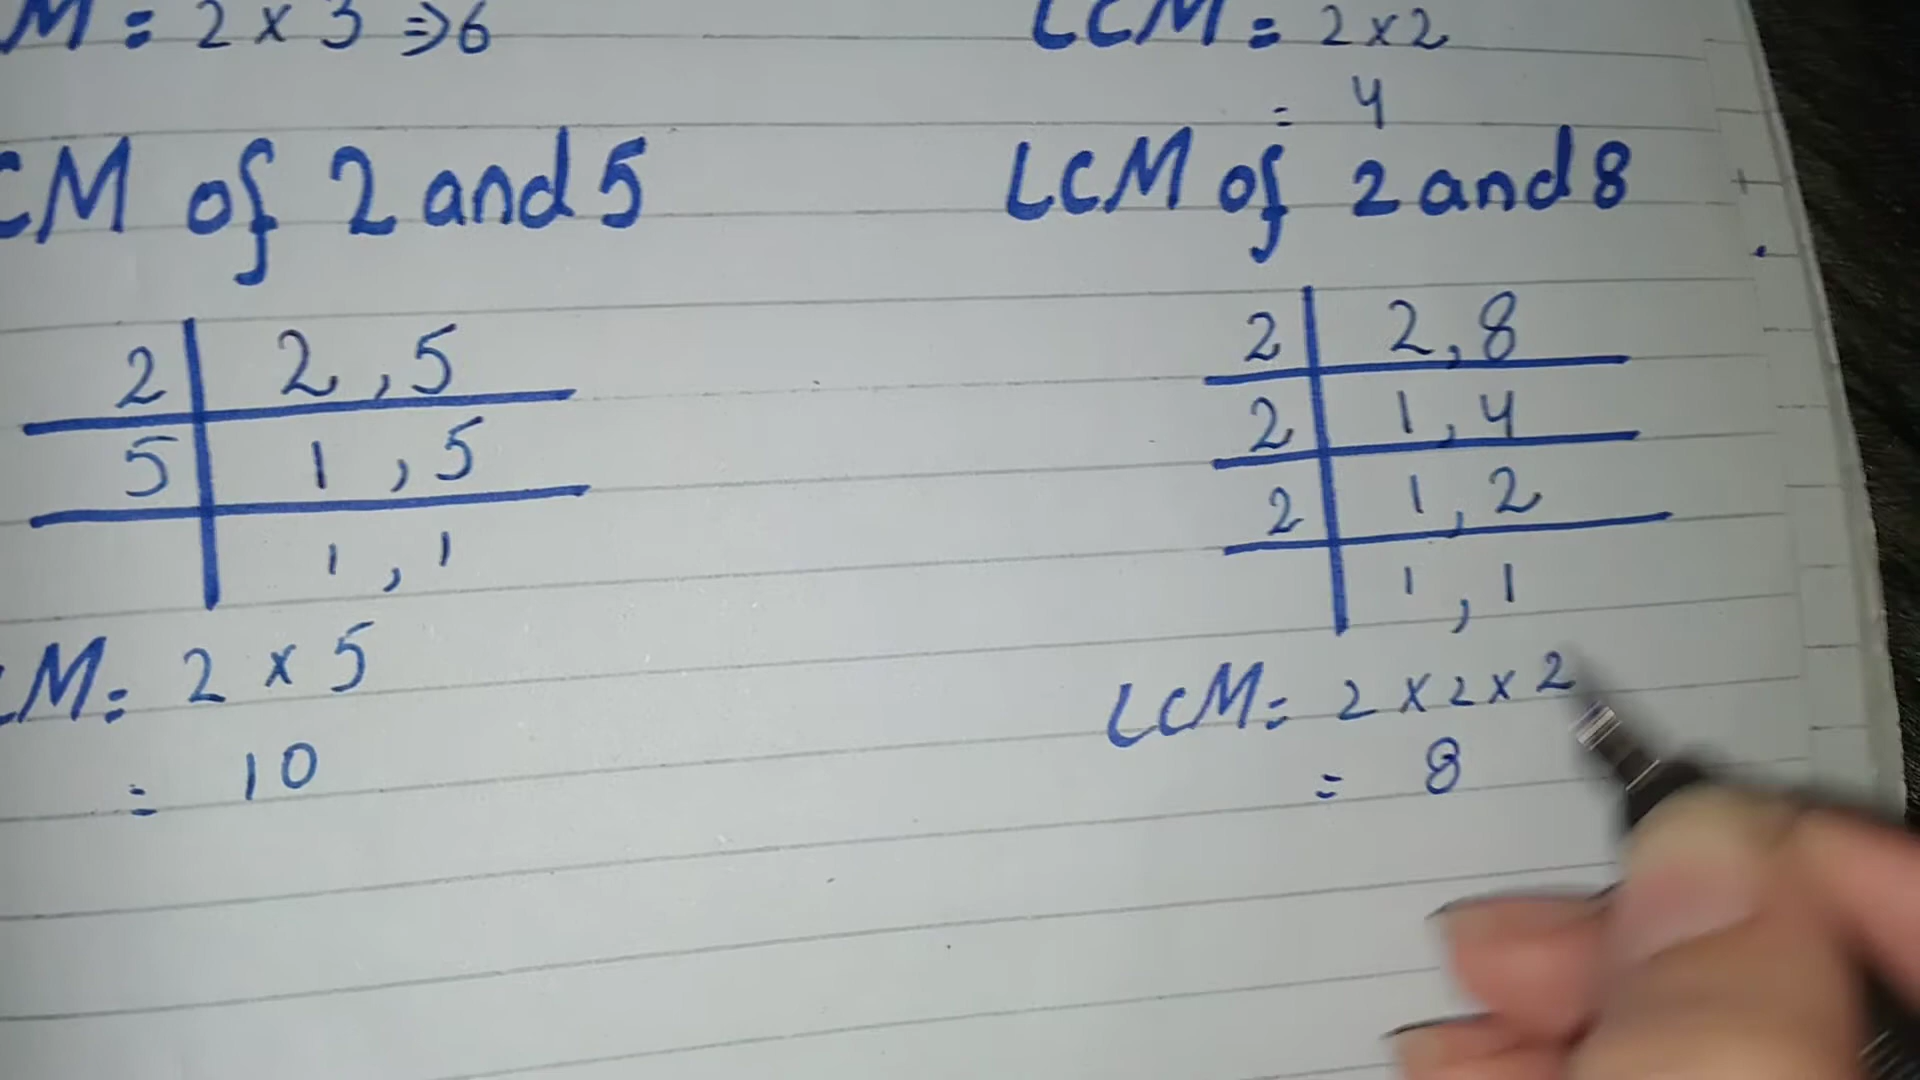 M = 2 x 3 ⇒ 6
LCM = 2 x 2
= 4
CM of 2 and 5
2 | 2 , 5
5 | 1 , 5
1 , 1
CM = 2 x 5
= 10
LCM of 2 and 8
2 | 2 , 8
2 | 1 , 4
2 | 1 , 2
1 , 1
LCM = 2 x 2 x 2
= 8